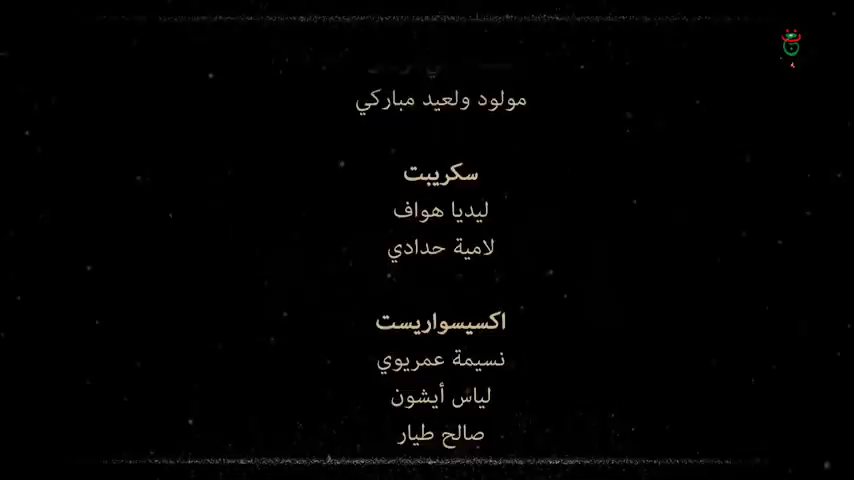 مولود ولعيد مباركي
سكريبت
ليديا هواف
لامية حدادي
اكسيسواريست
نسيمة عمريوي
لياس أيشون
صالح طيار